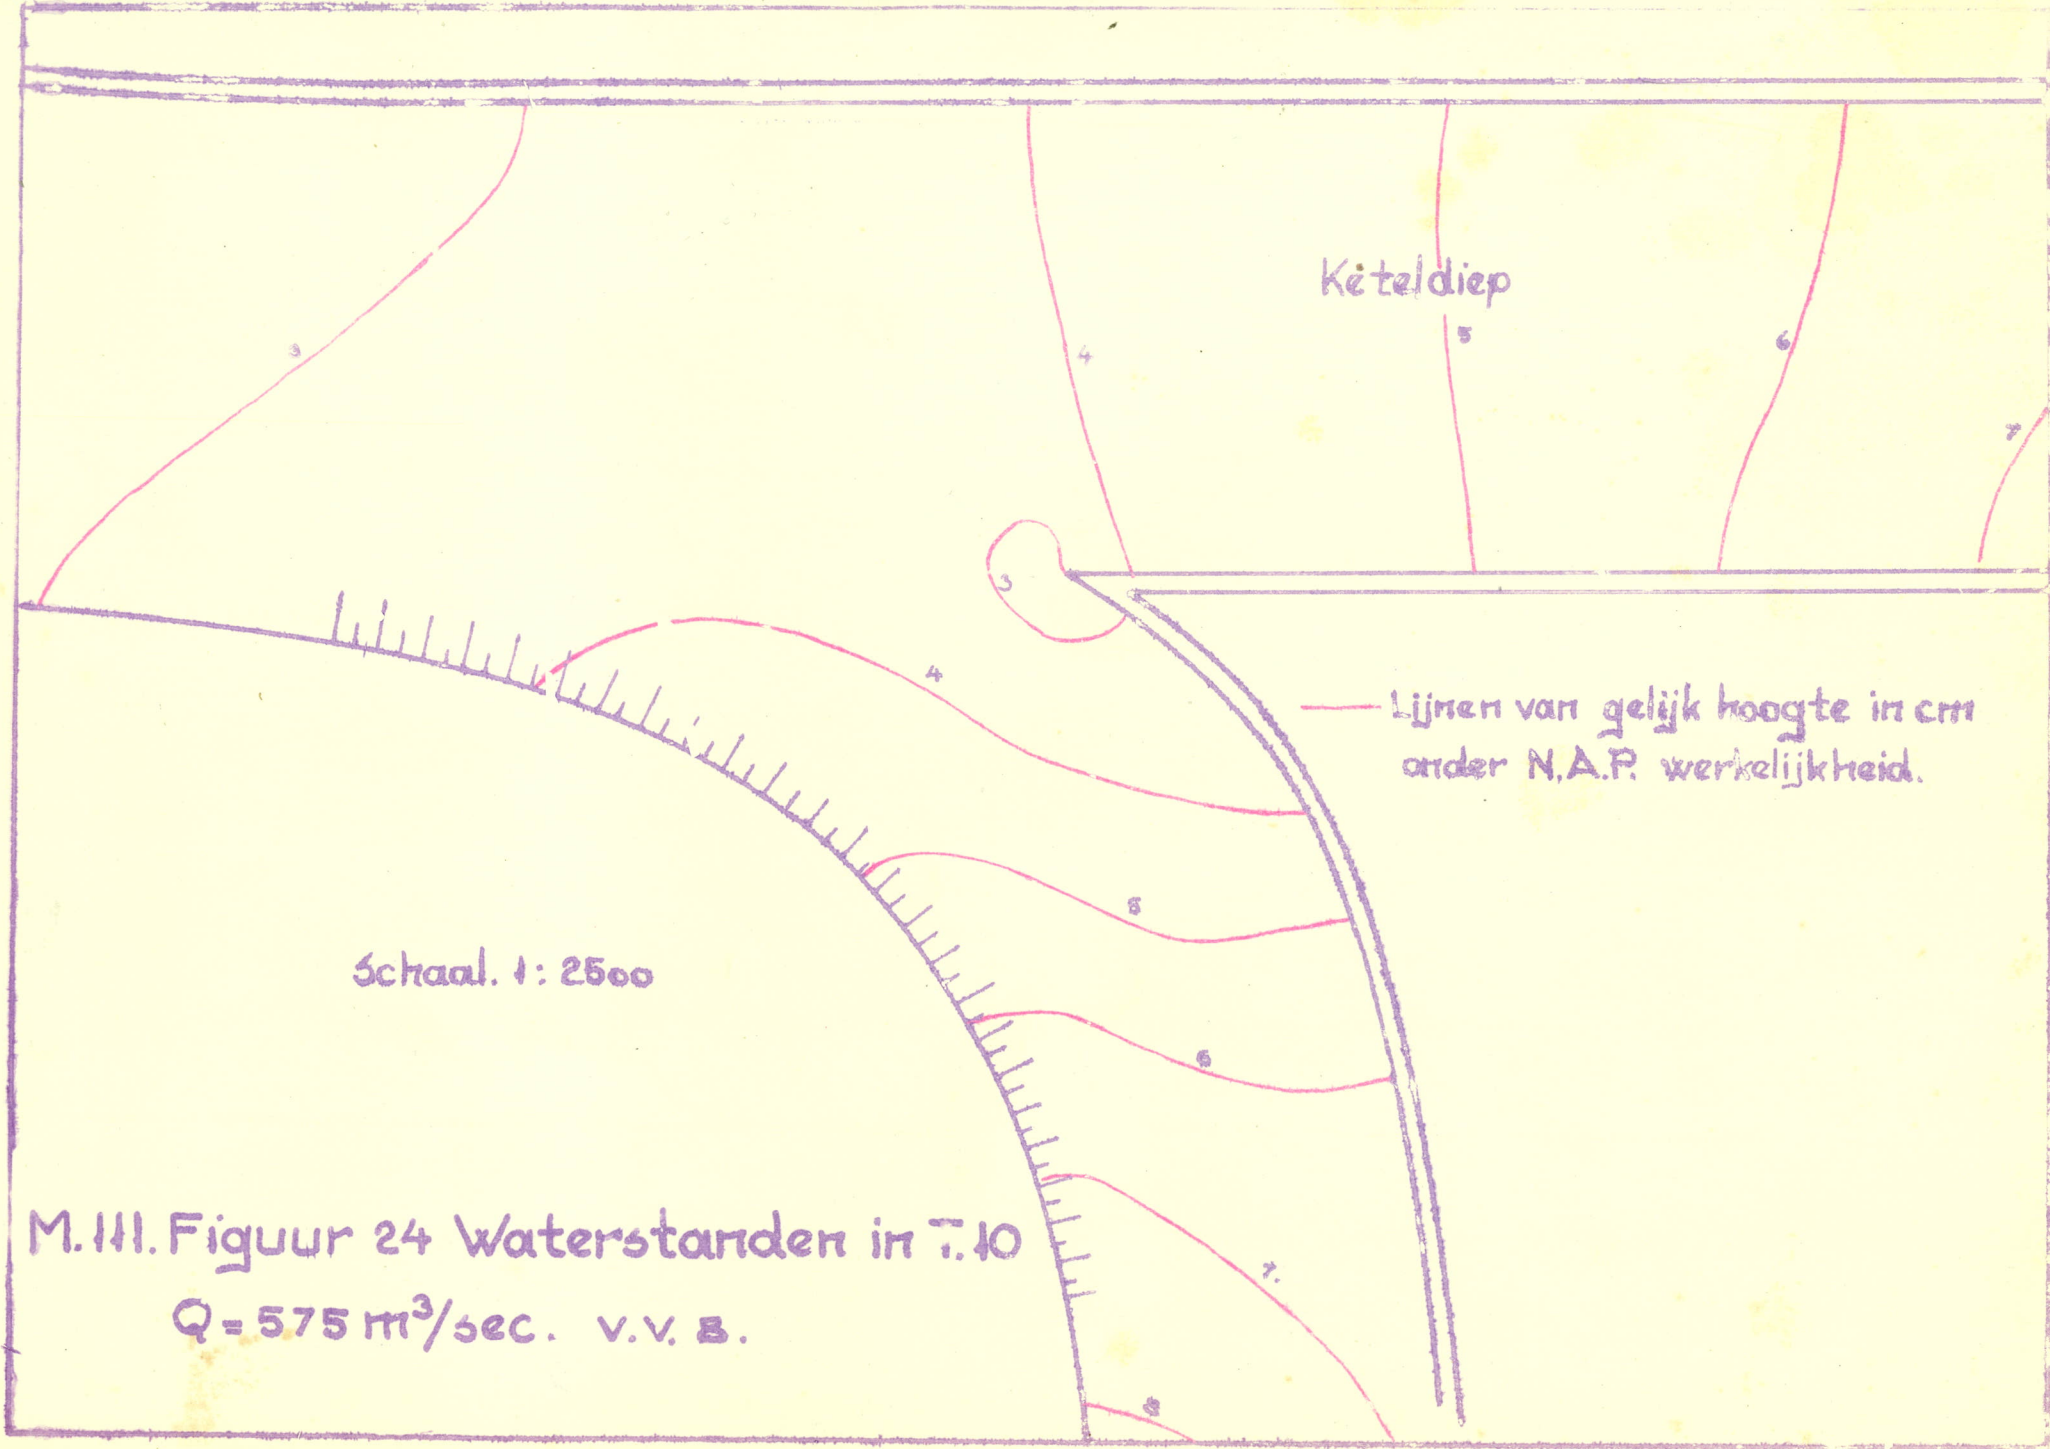 3
4
Keteldiep
5
6
7
3
4
Lijnen van gelijk hoogte in cm
onder N.A.P. werkelijkheid.
5
Schaal. 1: 2500
6
7.
8
M.III. Figuur 24 Waterstanden in T.10
Q = 575 m³/sec. v.v. 8.